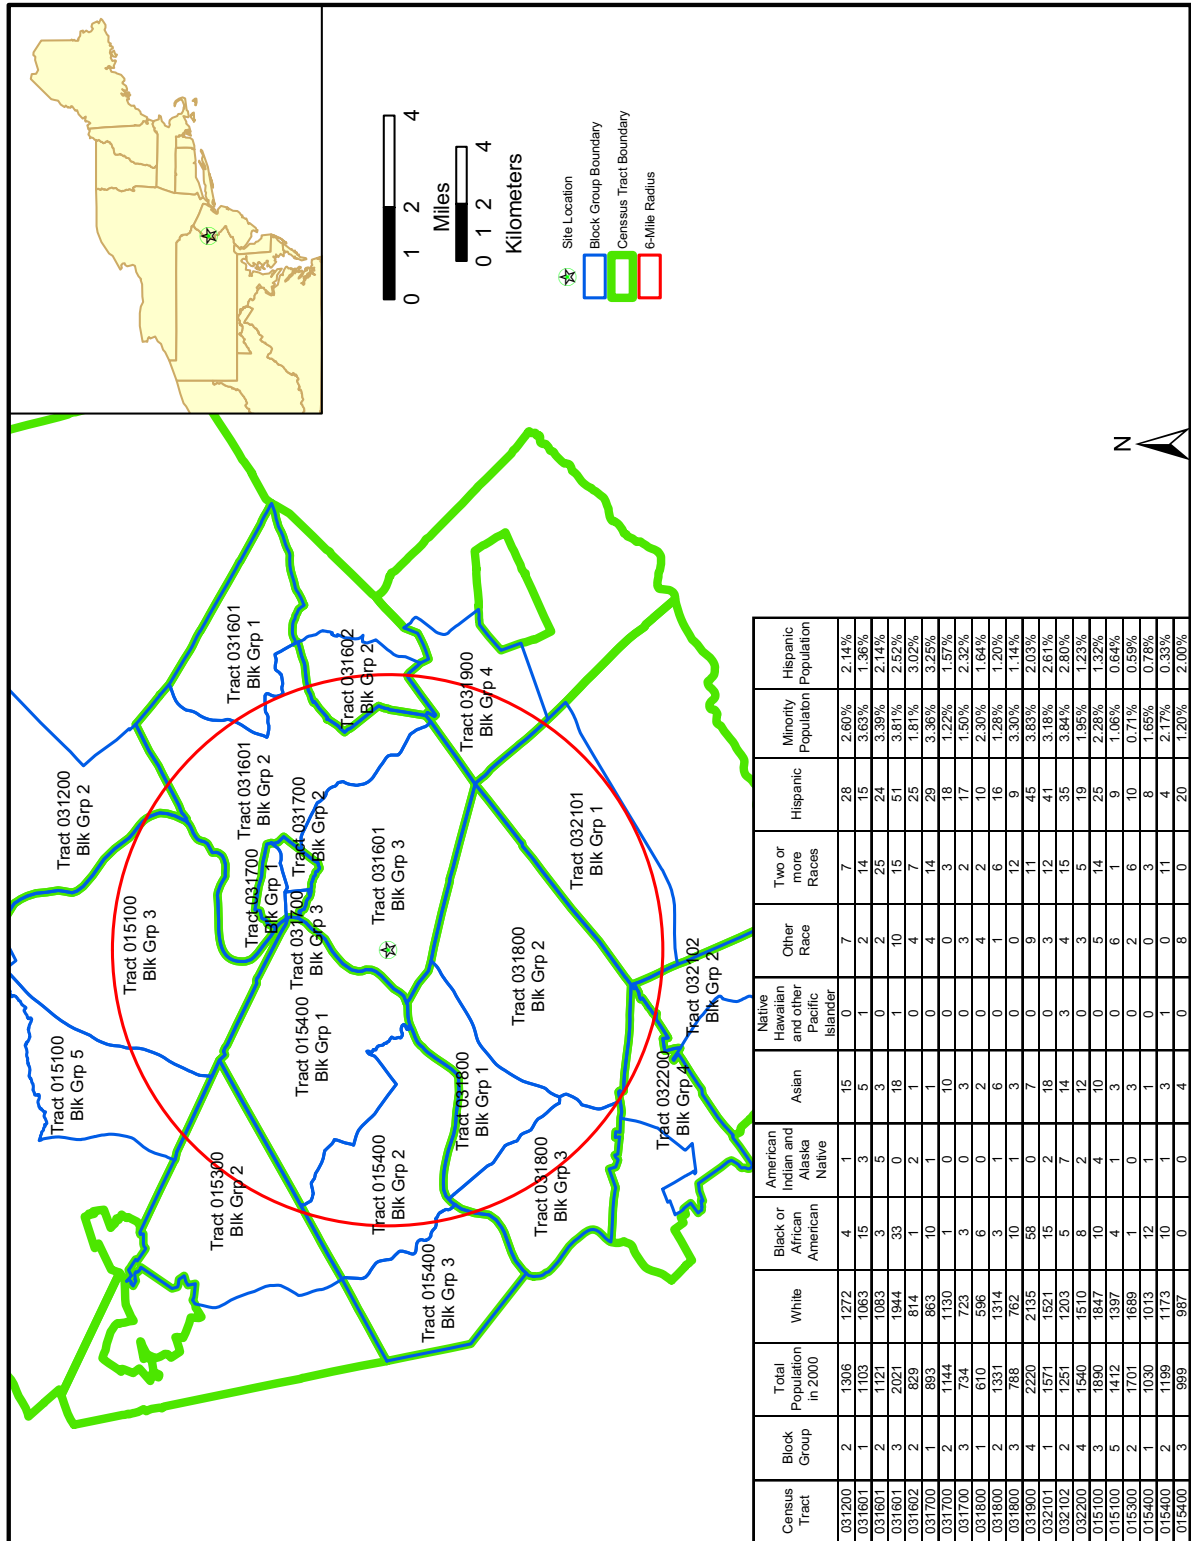 Tract 031200
Blk Grp 2
Tract 015100
Blk Grp 5
Tract 015100
Blk Grp 3
Tract 031601
Blk Grp 1
Tract 031601
Blk Grp 2
Tract 031602
Blk Grp 2
Tract 015300
Blk Grp 2
Tract 031700
Blk Grp 1
Tract 031700
Blk Grp 2
Tract 031700
Blk Grp 3
Tract 015400
Blk Grp 1
Tract 031601
Blk Grp 3
Tract 031900
Blk Grp 4
Tract 015400
Blk Grp 2
Tract 015400
Blk Grp 3
Tract 031800
Blk Grp 1
Tract 031800
Blk Grp 2
Tract 031800
Blk Grp 3
Tract 032101
Blk Grp 1
Tract 032200
Blk Grp 4
Tract 032102
Blk Grp 2
0 1 2 4
Miles
0 1 2 4
Kilometers
Site Location
Block Group Boundary
Censsus Tract Boundary
6-Mile Radius
N
Census Tract Block Group Total Population in 2000 White Black or African American American Indian and Alaska Native Asian Native Hawaiian and other Pacific Islander Other Race Two or more Races Hispanic Minority Populaton Hispanic Population
031200 2 1306 1272 4 1 15 0 7 7 28 2.60% 2.14%
031601 1 1103 1063 15 3 5 1 2 14 15 3.63% 1.36%
031601 2 1121 1083 3 5 3 0 2 25 24 3.39% 2.14%
031601 3 2021 1944 33 0 18 1 10 15 51 3.81% 2.52%
031602 2 829 814 1 2 1 0 4 7 25 1.81% 3.02%
031700 1 893 863 10 1 1 0 4 14 29 3.36% 3.25%
031700 2 1144 1130 1 0 10 0 0 3 18 1.22% 1.57%
031700 3 734 723 3 0 3 0 3 2 17 1.50% 2.32%
031800 1 610 596 6 0 2 0 4 2 10 2.30% 1.64%
031800 2 1331 1314 3 1 6 0 1 6 16 1.28% 1.20%
031800 3 788 762 10 1 3 0 0 12 9 3.30% 1.14%
031900 4 2220 2135 58 0 7 0 9 11 45 3.83% 2.03%
032101 1 1571 1521 15 2 18 0 3 12 41 3.18% 2.61%
032102 2 1251 1203 5 7 14 3 4 15 35 3.84% 2.80%
032200 4 1540 1510 8 2 12 0 3 5 19 1.95% 1.23%
015100 3 1890 1847 10 4 10 0 5 14 25 2.28% 1.32%
015100 5 1412 1397 4 1 3 0 6 1 9 1.06% 0.64%
015300 2 1701 1689 1 0 3 0 2 6 10 0.71% 0.59%
015400 1 1030 1013 12 1 1 0 0 3 8 1.65% 0.78%
015400 2 1199 1173 10 1 3 1 0 11 4 2.17% 0.33%
015400 3 999 987 0 0 4 0 8 0 20 1.20% 2.00%